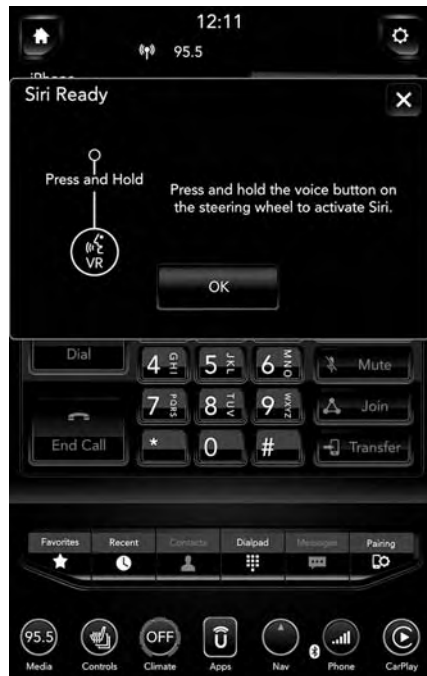 12:11
95.5
iPhone
Siri Ready
Press and Hold
VR
Press and hold the voice button on
the steering wheel to activate Siri.
OK
Dial
4 GHI 5 JKL 6 MNO
Mute
7 PQRS 8 TUV 9 WXYZ
Join
End Call
* 0 #
Transfer
Favorites Recent Contacts Dialpad Messages Pairing
95.5 OFF
Media Controls Climate Apps Nav Phone CarPlay